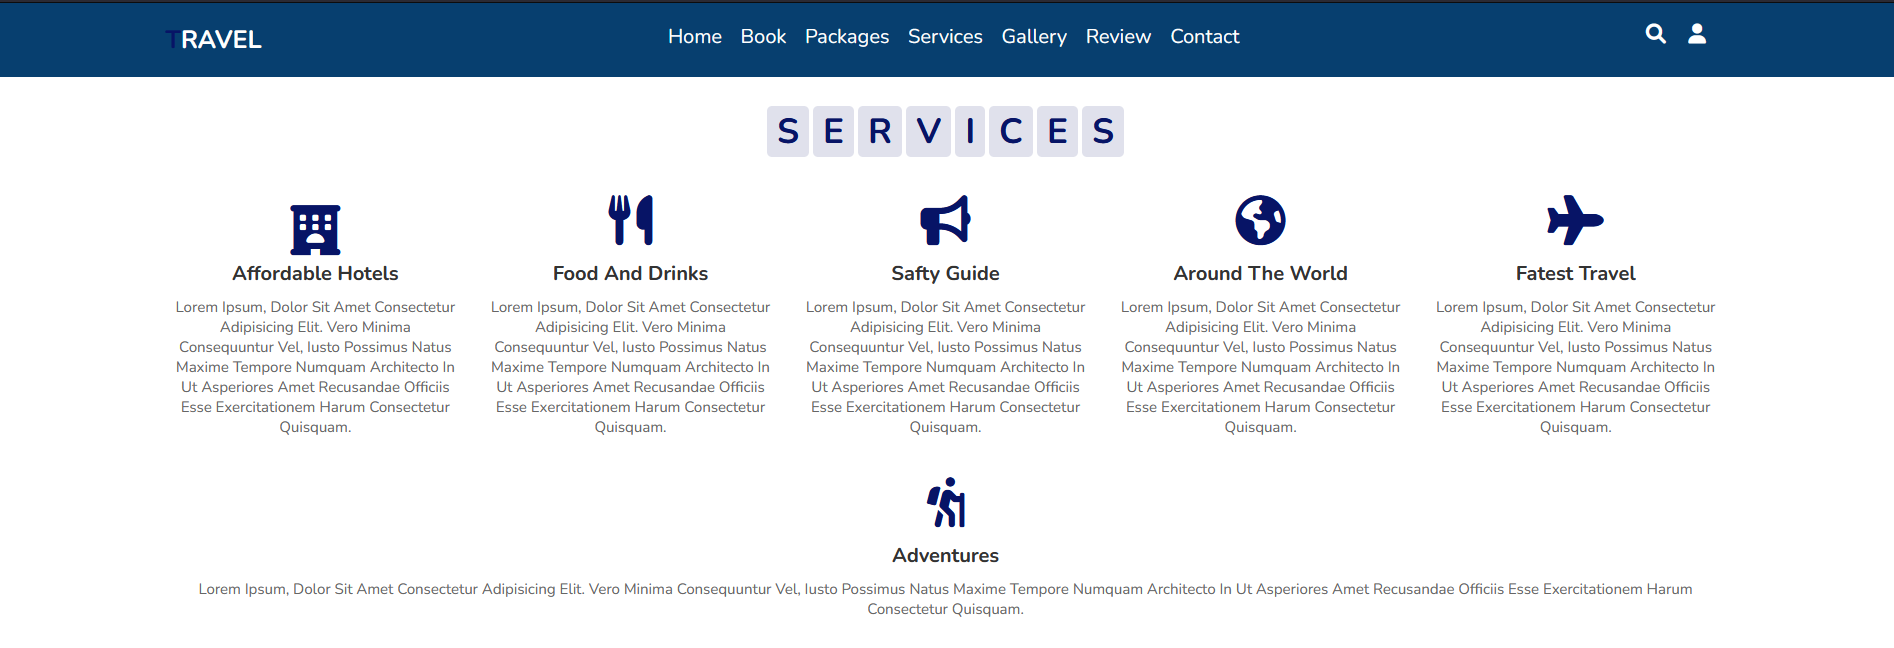 TRAVEL
Home Book Packages Services Gallery Review Contact
SERVICES
Affordable Hotels
Lorem Ipsum, Dolor Sit Amet Consectetur
Adipisicing Elit. Vero Minima
Consequuntur Vel, Iusto Possimus Natus
Maxime Tempore Numquam Architecto In
Ut Asperiores Amet Recusandae Officiis
Esse Exercitationem Harum Consectetur
Quisquam.
Food And Drinks
Lorem Ipsum, Dolor Sit Amet Consectetur
Adipisicing Elit. Vero Minima
Consequuntur Vel, Iusto Possimus Natus
Maxime Tempore Numquam Architecto In
Ut Asperiores Amet Recusandae Officiis
Esse Exercitationem Harum Consectetur
Quisquam.
Safty Guide
Lorem Ipsum, Dolor Sit Amet Consectetur
Adipisicing Elit. Vero Minima
Consequuntur Vel, Iusto Possimus Natus
Maxime Tempore Numquam Architecto In
Ut Asperiores Amet Recusandae Officiis
Esse Exercitationem Harum Consectetur
Quisquam.
Around The World
Lorem Ipsum, Dolor Sit Amet Consectetur
Adipisicing Elit. Vero Minima
Consequuntur Vel, Iusto Possimus Natus
Maxime Tempore Numquam Architecto In
Ut Asperiores Amet Recusandae Officiis
Esse Exercitationem Harum Consectetur
Quisquam.
Fatest Travel
Lorem Ipsum, Dolor Sit Amet Consectetur
Adipisicing Elit. Vero Minima
Consequuntur Vel, Iusto Possimus Natus
Maxime Tempore Numquam Architecto In
Ut Asperiores Amet Recusandae Officiis
Esse Exercitationem Harum Consectetur
Quisquam.
Adventures
Lorem Ipsum, Dolor Sit Amet Consectetur Adipisicing Elit. Vero Minima Consequuntur Vel, Iusto Possimus Natus Maxime Tempore Numquam Architecto In Ut Asperiores Amet Recusandae Officiis Esse Exercitationem Harum
Consectetur Quisquam.